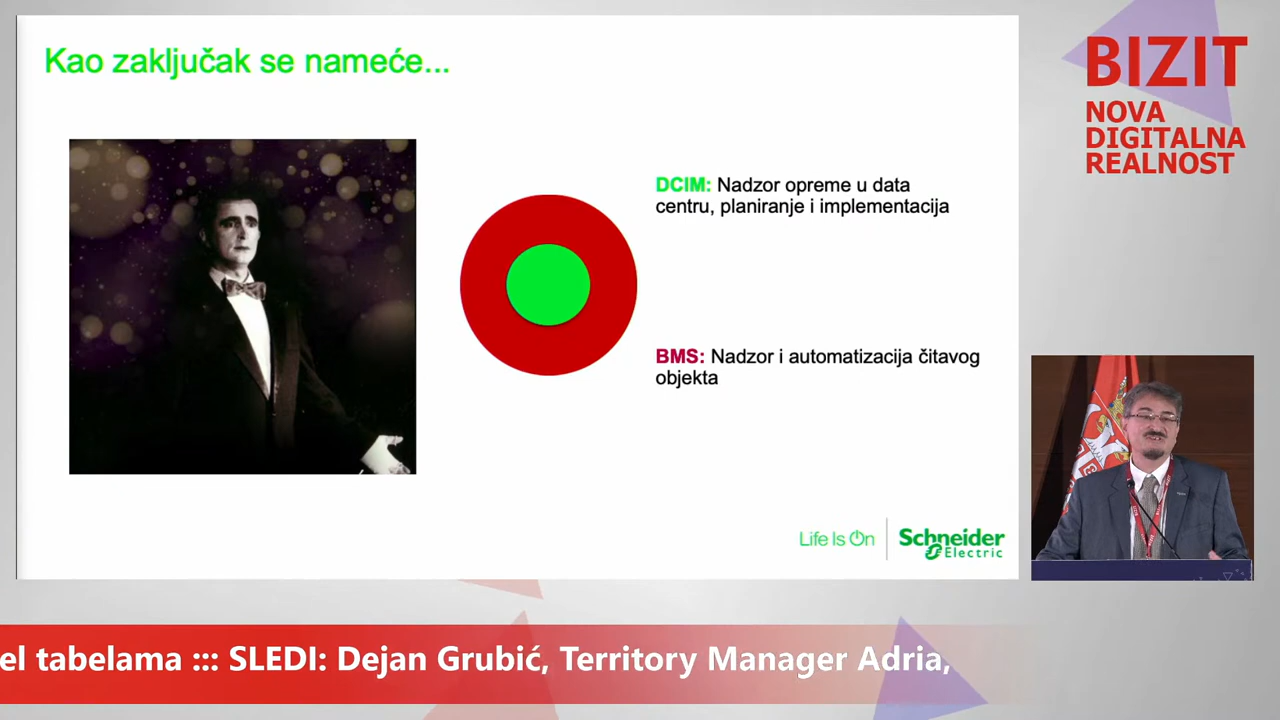 Kao zaključak se nameće...
DCIM: Nadzor opreme u data
centru, planiranje i implementacija
BMS: Nadzor i automatizacija čitavog
objekta
Life Is On
Schneider
Electric
BIZIT
NOVA
DIGITALNA
REALNOST
el tabelama ::: SLEDI: Dejan Grubić, Territory Manager Adria,